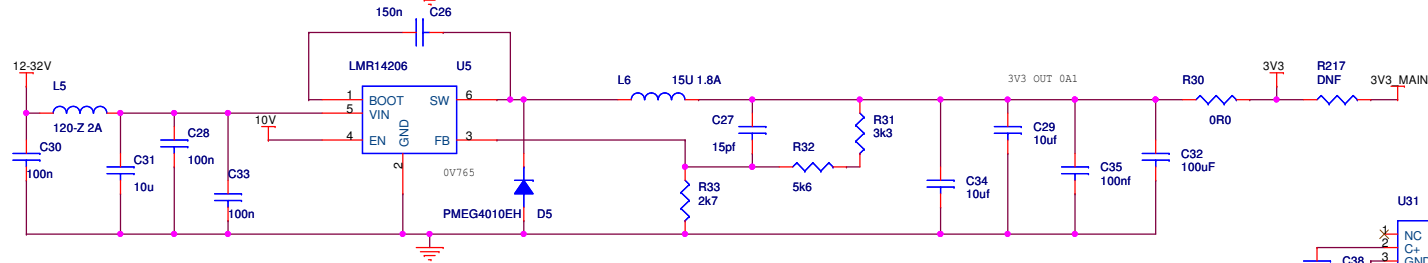 150n C26
12-32V
L5
120-Z 2A
C30
100n
C31
10u
C28
100n
C33
100n
10V
LMR14206 U5
1 BOOT SW 6
5 VIN
4 EN GND FB 3
2
0V765
PMEG4010EH D5
L6 15U 1.8A
C27
15pf
R31
3k3
R32
5k6
R33
2k7
C34
10uf
3V3 OUT 0A1
C29
10uf
C35
100nf
C32
100uF
R30
0R0
3V3
R217
DNF
3V3_MAIN
U31
1 NC
2 C+
3 GND
C38